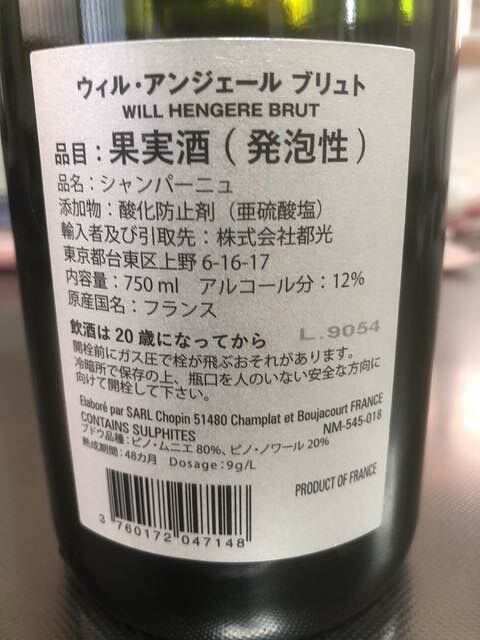 ウィル・アンジェール ブリュト
WILL HENGERE BRUT
品目：果実酒（発泡性）
品名：シャンパーニュ
添加物：酸化防止剤（亜硫酸塩）
輸入者及び引取先：株式会社都光
東京都台東区上野 6-16-17
内容量：750 ml アルコール分：12%
原産国名：フランス
飲酒は20歳になってから L.9054
開栓前にガス圧で栓が飛ぶおそれがあります。
冷暗所で保存の上、瓶口を人のいない安全な方向に
向けて開栓して下さい。
Elaboré par SARL Chopin 51480 Champlat et Boujacourt FRANCE
CONTAINS SULPHITES NM-545-018
ブドウ品種：ピノ・ムニエ 80%、ピノ・ノワール 20%
熟成期間：48カ月 Dosage：9g/L
PRODUCT OF FRANCE
3 760172 047148